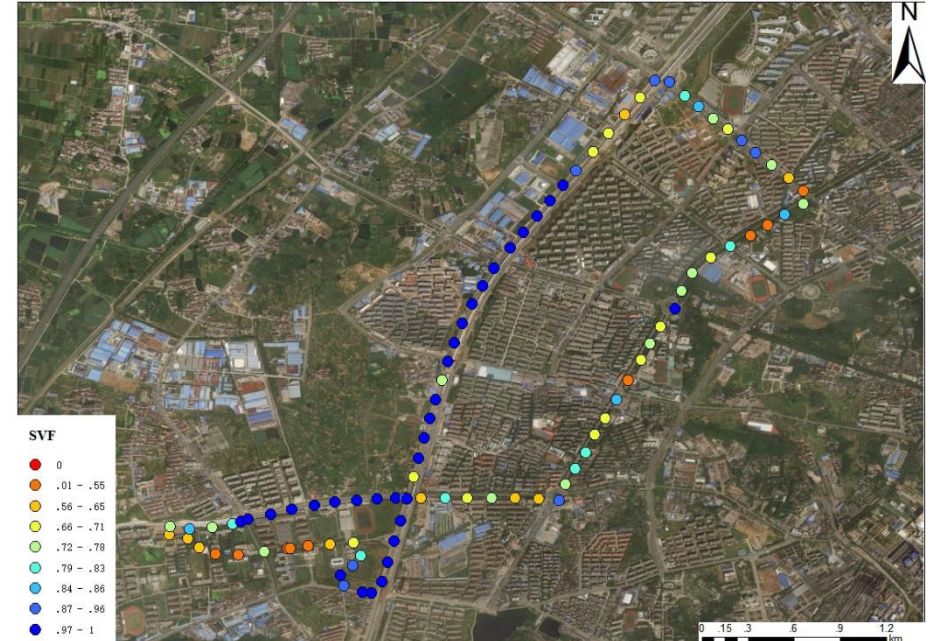 N
SVF
0
.01 - .55
.56 - .65
.66 - .71
.72 - .78
.79 - .83
.84 - .86
.87 - .96
.97 - 1
0 .15 .3 .6 .9 1.2
km